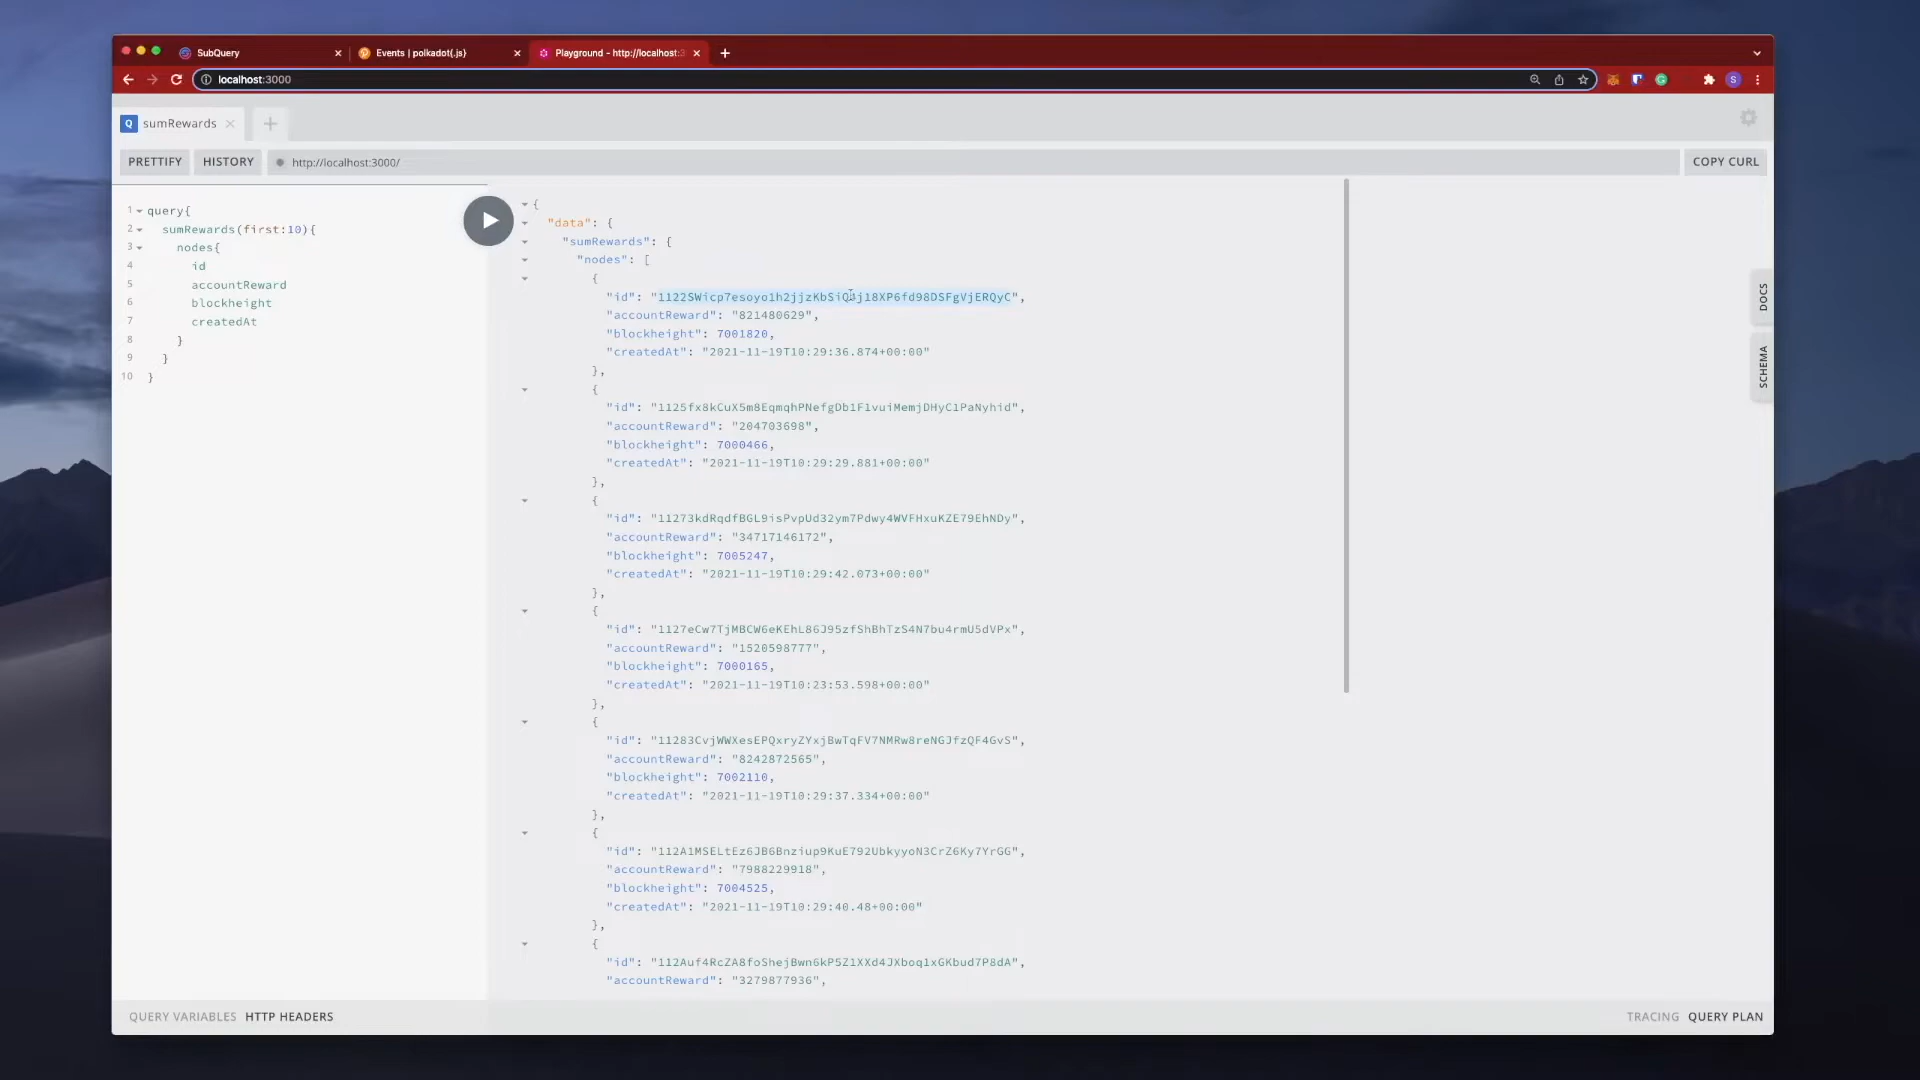 SubQuery
Events | polkadot{.js}
Playground - http://localhost:3
localhost:3000
S
Q sumRewards
PRETTIFY
HISTORY
http://localhost:3000/
COPY CURL
1 query{
2 sumRewards(first:10){
3 nodes{
4 id
5 accountReward
6 blockheight
7 createdAt
8 }
9 }
10 }
{
"data": {
"sumRewards": {
"nodes": [
{
"accountReward": "821480629",
"blockheight": 7001820,
"createdAt": "2021-11-19T10:29:36.874+00:00"
},
{
"id": "1125fx8kCuX5m8EqmqhPNefgDb1F1vuiMemjDHyC1PaNyhid",
"accountReward": "204703698",
"blockheight": 7000466,
"createdAt": "2021-11-19T10:29:29.881+00:00"
},
{
"id": "11273kdRqdfBGL9isPvpUd32ym7Pdwy4WVFHxuKZE79EhNDy",
"accountReward": "34717146172",
"blockheight": 7005247,
"createdAt": "2021-11-19T10:29:42.073+00:00"
},
{
"id": "1127eCw7TjMBCW6eKEhL86J95zfShBhTzS4N7bu4rmU5dVPx",
"accountReward": "1520598777",
"blockheight": 7000165,
"createdAt": "2021-11-19T10:23:53.598+00:00"
},
{
"id": "11283CvjWWXesEPQxryZYxjBwTqFV7NMRw8reNGJfzQF4GvS",
"accountReward": "8242872565",
"blockheight": 7002110,
"createdAt": "2021-11-19T10:29:37.334+00:00"
},
{
"id": "112A1MSELtEz6JB6Bnziup9KuE792UbkyyoN3CrZ6Ky7YrGG",
"accountReward": "7988229918",
"blockheight": 7004525,
"createdAt": "2021-11-19T10:29:40.48+00:00"
},
{
"id": "112Auf4RcZA8foShejBwn6kP5Z1XXd4JXboq1xGKbud7P8dA",
"accountReward": "3279877936",
DOCS
SCHEMA
QUERY VARIABLES
HTTP HEADERS
TRACING
QUERY PLAN